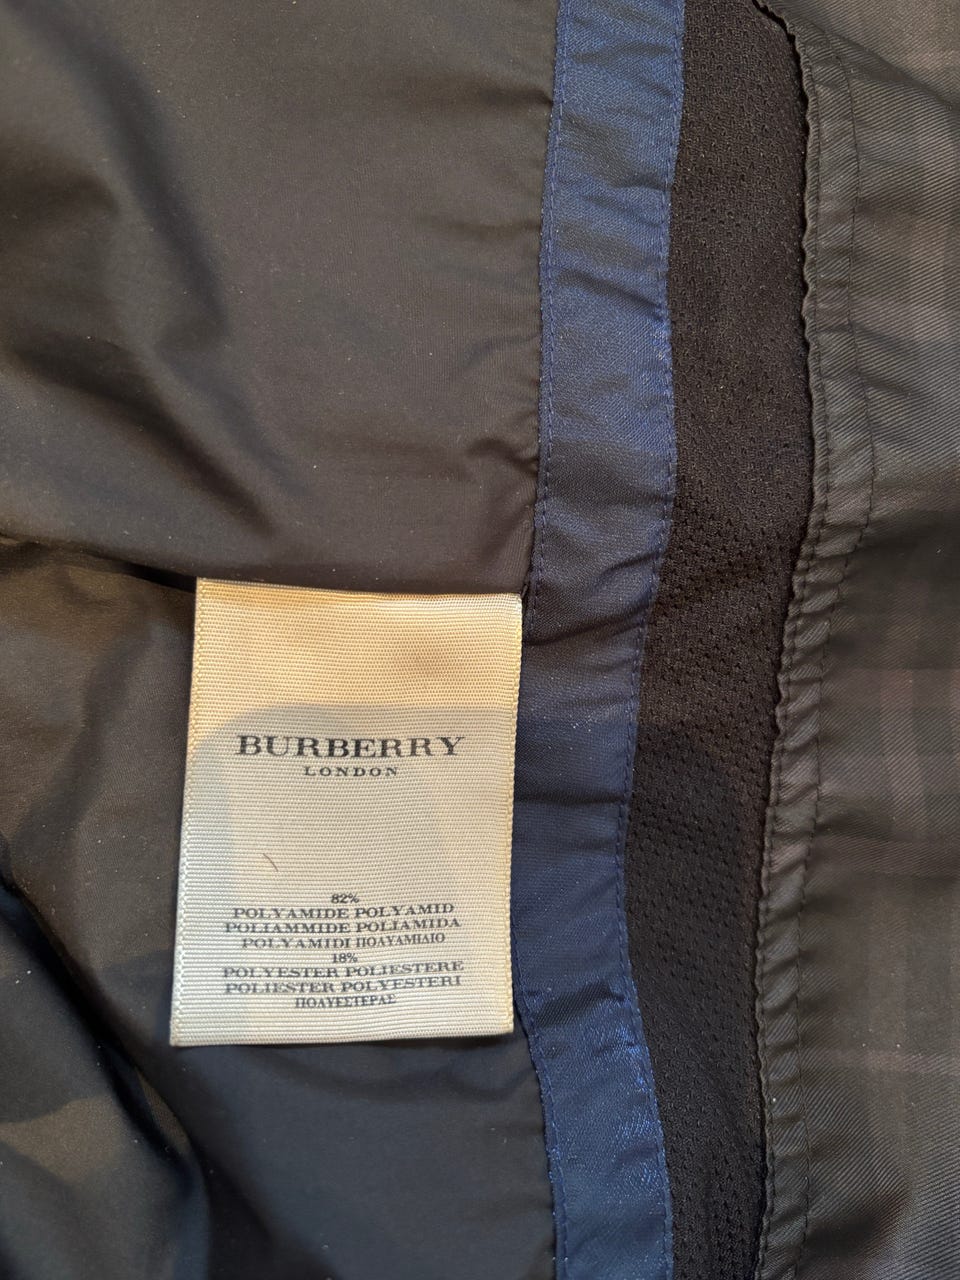 BURBERRY
LONDON
82%
POLYAMIDE POLYAMID
POLIAMMIDE POLIAMIDA
POLYAMIDI ΠΟΛΥΑΜΙΔΙΟ
18%
POLYESTER POLIESTERE
POLIESTER POLYESTERI
ΠΟΛΥΕΣΤΕΡΑΣ